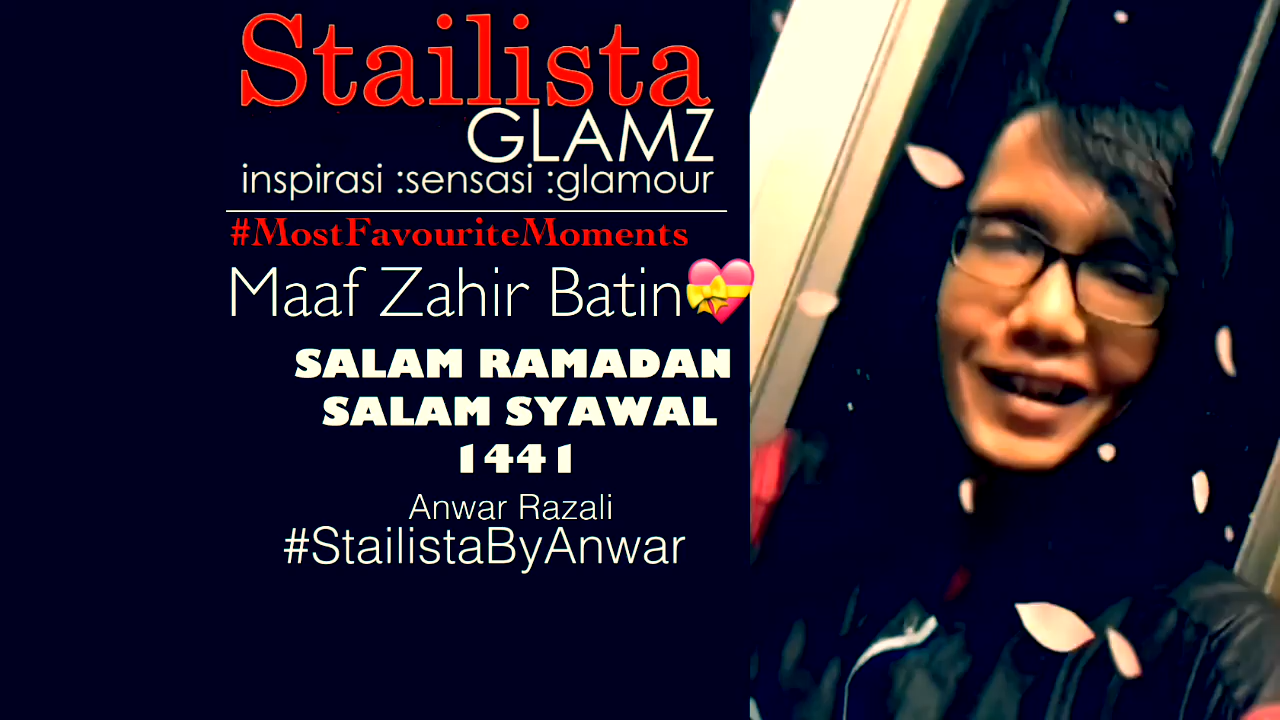 Stailista
GLAMZ
inspirasi :sensasi :glamour
#MostFavouriteMoments
Maaf Zahir Batin💝
SALAM RAMADAN
SALAM SYAWAL
1441
Anwar Razali
#StailistaByAnwar